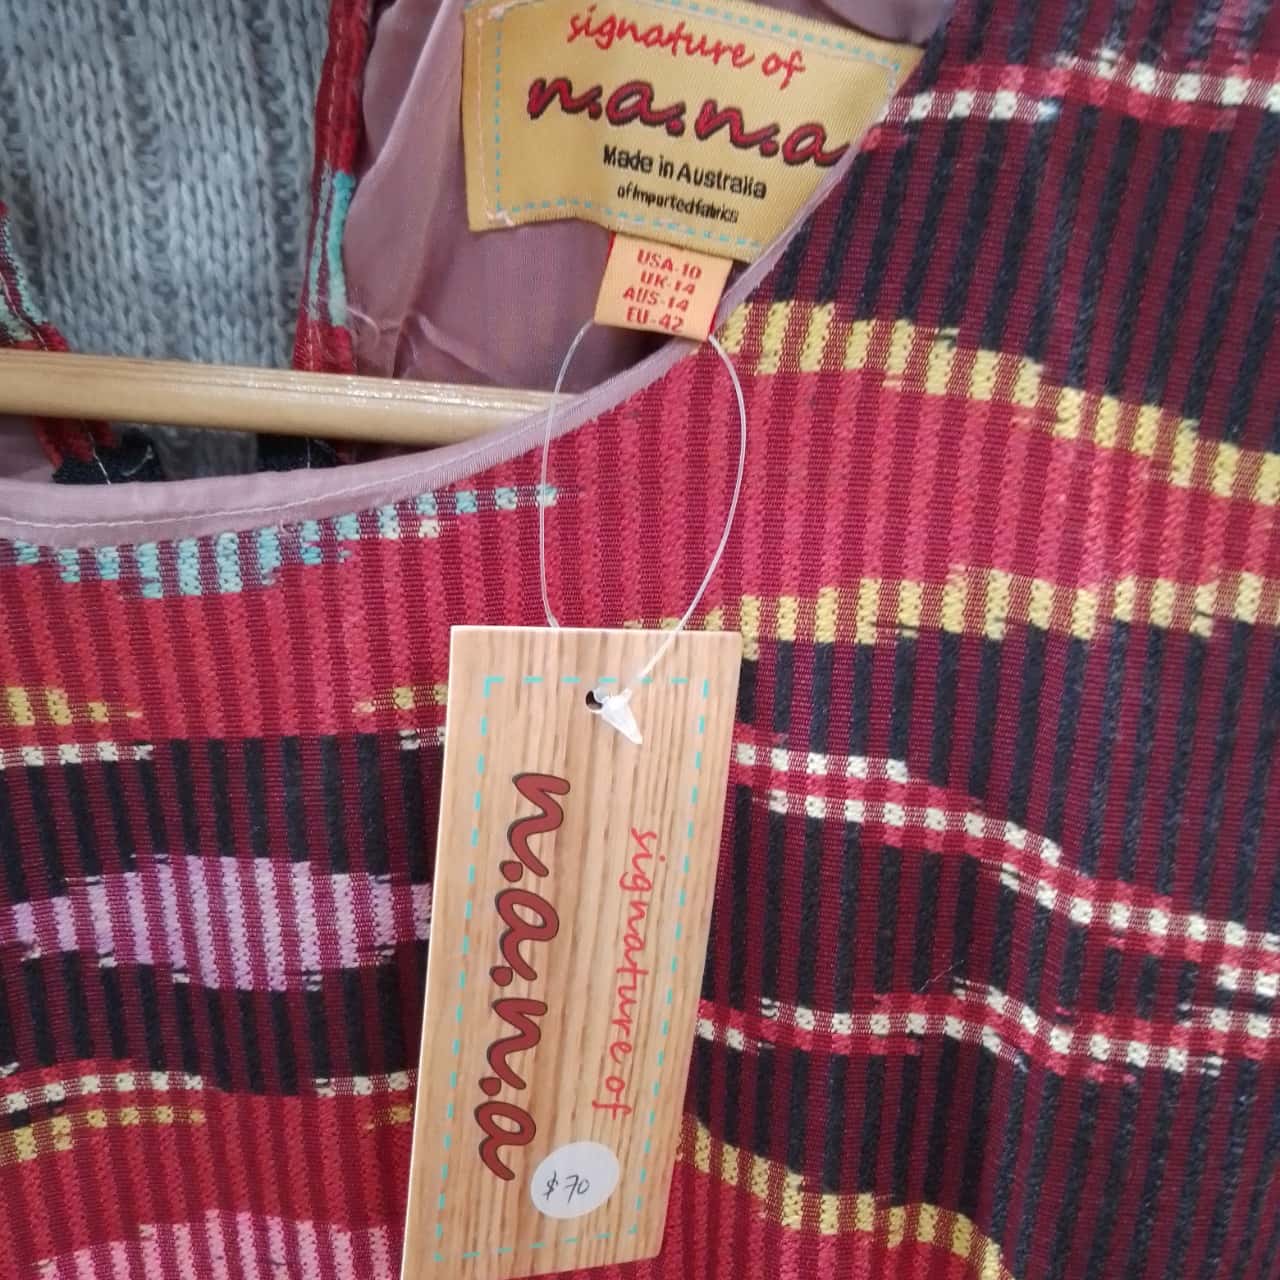 signature of
n.a.n.a
Made in Australia
of Imported fabrics
USA-10
UK-14
AUS-14
EU-42
signature of
n.a.n.a
$70